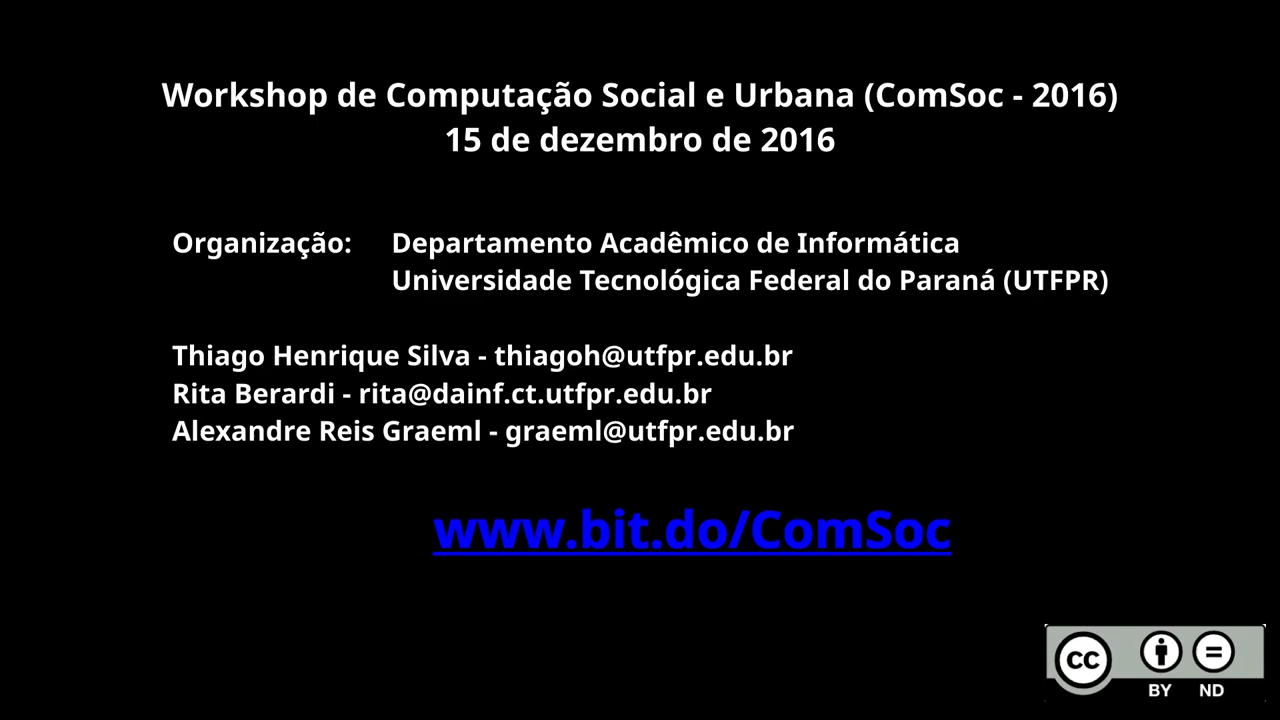 Workshop de Computação Social e Urbana (ComSoc - 2016)
15 de dezembro de 2016
Organização: Departamento Acadêmico de Informática
Universidade Tecnológica Federal do Paraná (UTFPR)
Thiago Henrique Silva - thiagoh@utfpr.edu.br
Rita Berardi - rita@dainf.ct.utfpr.edu.br
Alexandre Reis Graeml - graeml@utfpr.edu.br
www.bit.do/ComSoc
cc
BY ND